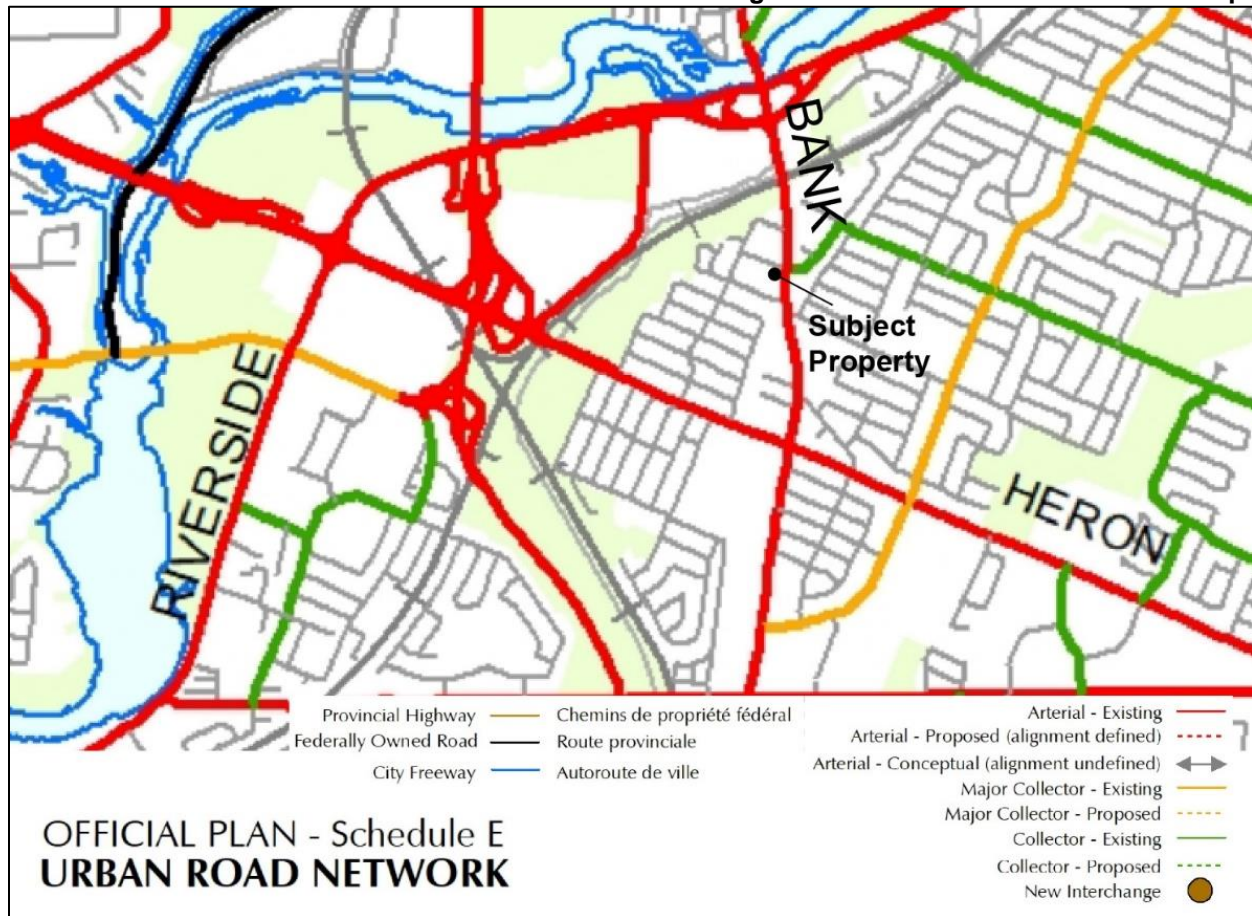 BANK
Subject
Property
RIVERSIDE
HERON
Provincial Highway Chemins de propriété fédéral
Federally Owned Road Route provinciale
City Freeway Autoroute de ville
Arterial - Existing
Arterial - Proposed (alignment defined)
Arterial - Conceptual (alignment undefined)
Major Collector - Existing
Major Collector - Proposed
Collector - Existing
Collector - Proposed
New Interchange
OFFICIAL PLAN - Schedule E
URBAN ROAD NETWORK